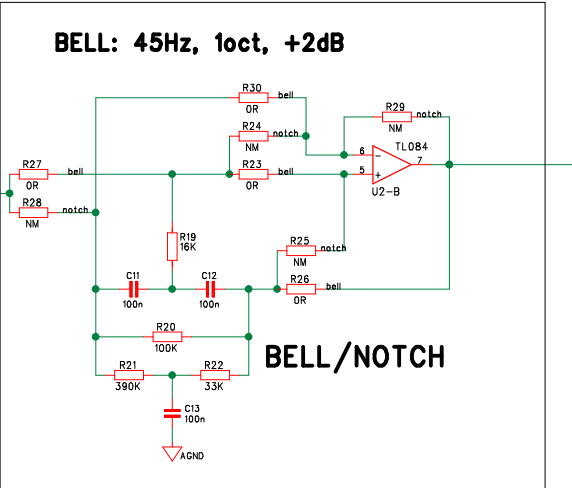 BELL: 45Hz, 1oct, +2dB
R30
bell
0R
R24
notch
NM
R23
bell
0R
R29
notch
NM
TL084
6
7
5
U2-B
R27
bell
0R
R28
notch
NM
R19
16K
R25
notch
NM
R26
bell
0R
C11
100n
C12
100n
R20
100K
R21
390K
R22
33K
BELL/NOTCH
C13
100n
AGND